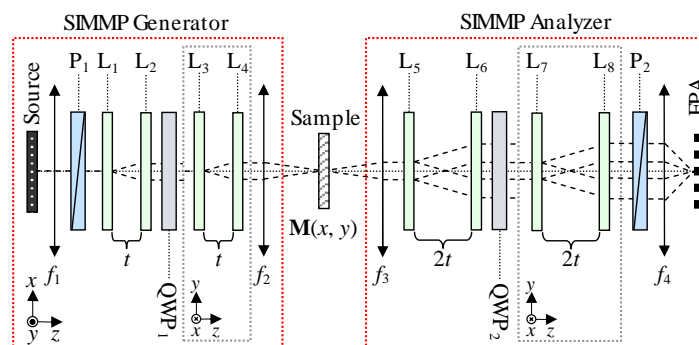 SIMMP Generator
SIMMP Analyzer
Source
P1
L1
L2
L3
L4
Sample
L5
L6
L7
L8
P2
FPA
M(x, y)
t
t
2t
2t
f1
QWP1
f2
f3
QWP2
f4
x
y
z
y
x
z
y
x
z